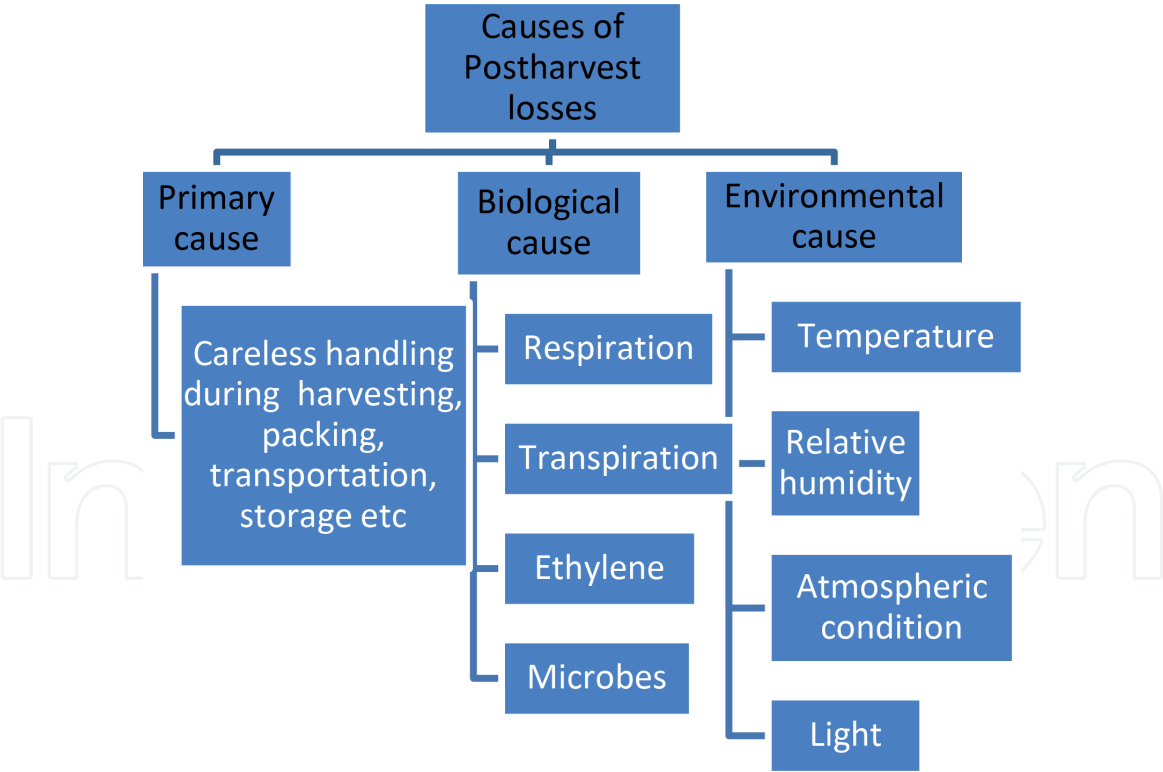 Causes of
Postharvest
losses
Primary
cause
Biological
cause
Environmental
cause
Careless handling
during  harvesting,
packing,
transportation,
storage etc
Respiration
Transpiration
Ethylene
Microbes
Temperature
Relative
humidity
Atmospheric
condition
Light